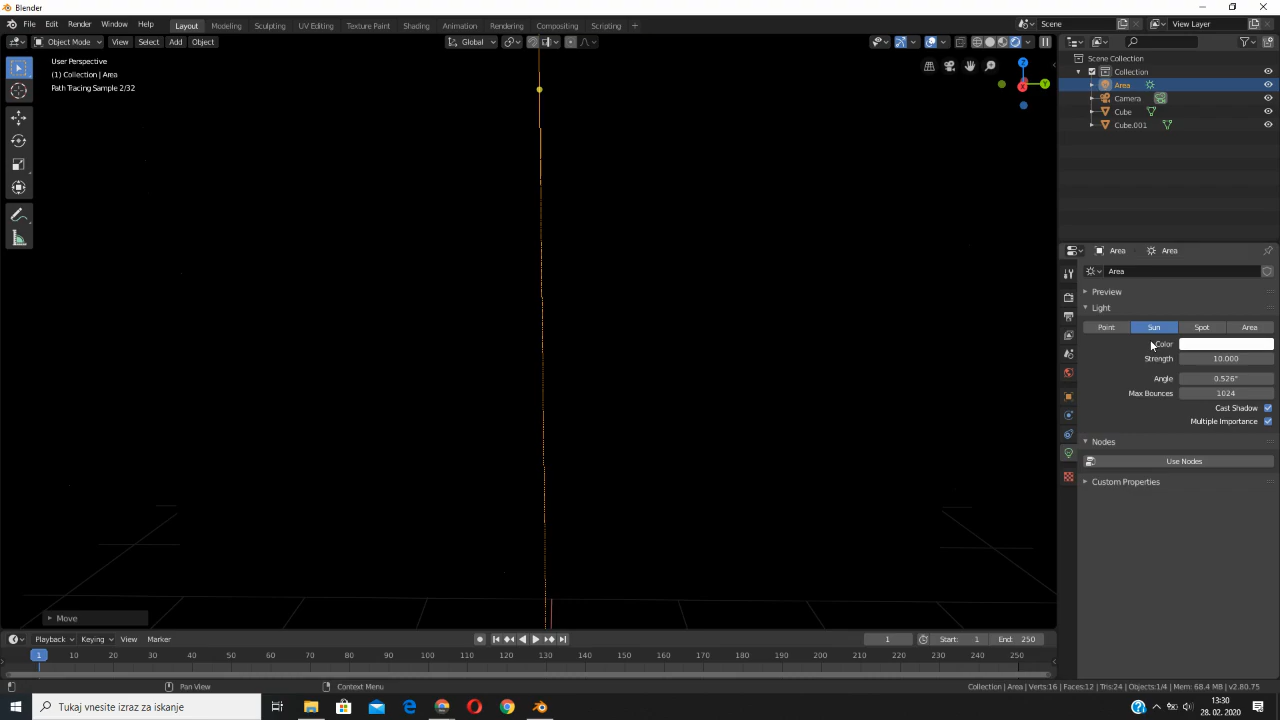 Blender
File Edit Render Window Help Layout Modeling Sculpting UV Editing Texture Paint Shading Animation Rendering Compositing Scripting + Scene View Layer
Object Mode View Select Add Object Global
User Perspective
(1) Collection | Area
Path Tracing Sample 2/32
Z
Y
X
Scene Collection
Collection
Area
Camera
Cube
Cube.001
Area Area
Area
Preview
Light
Point Sun Spot Area
Color
Strength 10.000
Angle 0.526°
Max Bounces 1024
Cast Shadow
Multiple Importance
Nodes
Use Nodes
Custom Properties
Move
Playback Keying View Marker 1 Start: 1 End: 250
1 10 20 30 40 50 60 70 80 90 100 110 120 130 140 150 160 170 180 190 200 210 220 230 240 250
Pan View Context Menu Collection | Area | Verts:16 | Faces:12 | Tris:24 | Objects:1/4 | Mem: 68.4 MB | v2.80.75
Tukaj vnesite izraz za iskanje
13:30
28. 02. 2020